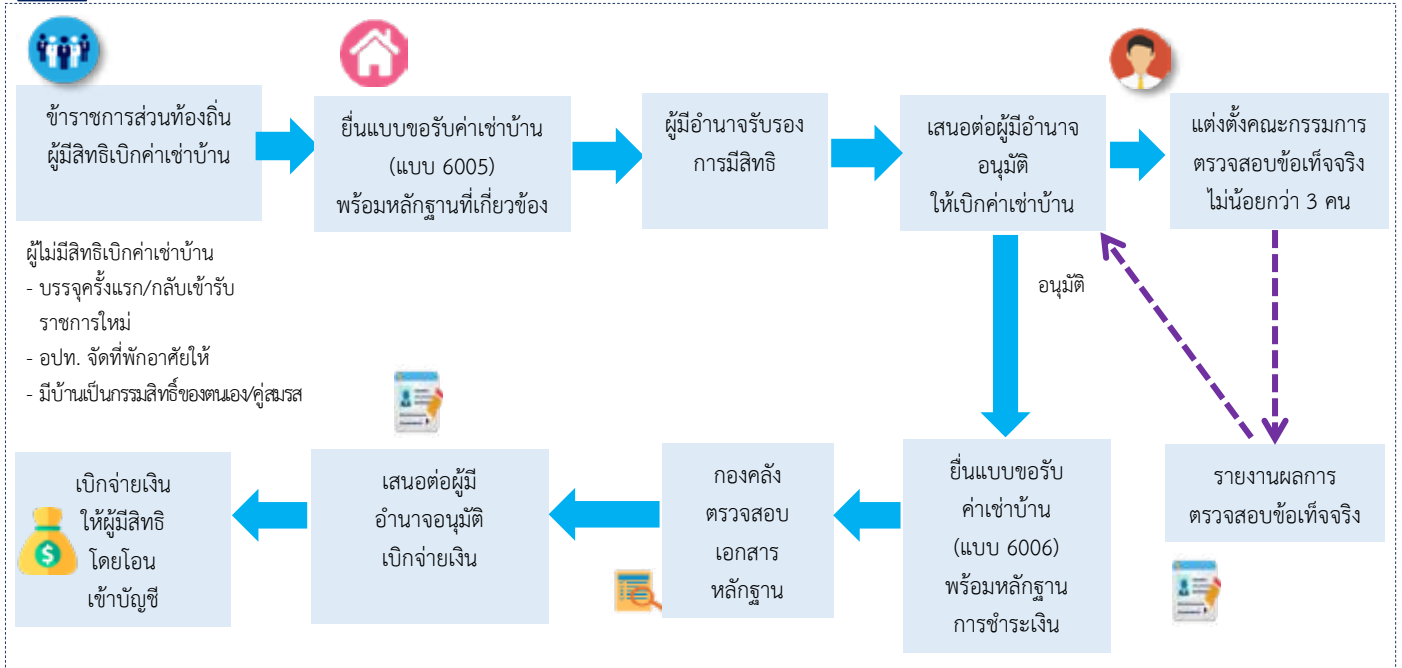 ข้าราชการส่วนท้องถิ่น
ผู้มีสิทธิเบิกค่าเช่าบ้าน
ยื่นแบบขอรับค่าเช่าบ้าน
(แบบ 6005)
พร้อมหลักฐานที่เกี่ยวข้อง
ผู้มีอำนาจรับรอง
การมีสิทธิ
เสนอต่อผู้มีอำนาจ
อนุมัติ
ให้เบิกค่าเช่าบ้าน
แต่งตั้งคณะกรรมการ
ตรวจสอบข้อเท็จจริง
ไม่น้อยกว่า 3 คน
ผู้ไม่มีสิทธิเบิกค่าเช่าบ้าน
- บรรจุครั้งแรก/กลับเข้ารับ
ราชการใหม่
- อปท. จัดที่พักอาศัยให้
- มีบ้านเป็นกรรมสิทธิ์ของตนเอง/คู่สมรส
อนุมัติ
รายงานผลการ
ตรวจสอบข้อเท็จจริง
ยื่นแบบขอรับ
ค่าเช่าบ้าน
(แบบ 6006)
พร้อมหลักฐาน
การชำระเงิน
กองคลัง
ตรวจสอบ
เอกสาร
หลักฐาน
เสนอต่อผู้มี
อำนาจอนุมัติ
เบิกจ่ายเงิน
เบิกจ่ายเงิน
ให้ผู้มีสิทธิ
โดยโอน
เข้าบัญชี